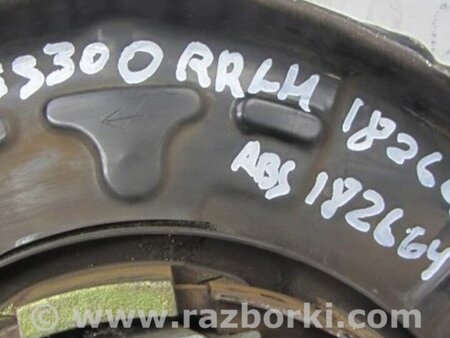 S300 RRLH 1826
ABS 182664
www.razborki.com